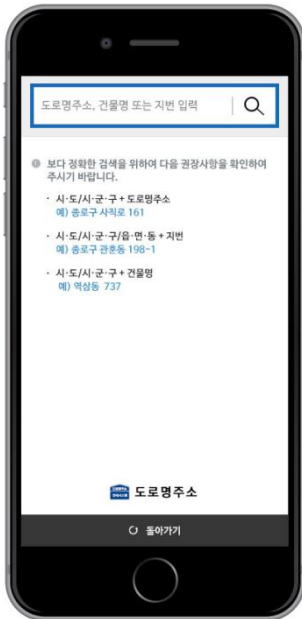 도로명주소, 건물명 또는 지번 입력
보다 정확한 검색을 위하여 다음 권장사항을 확인하여
주시기 바랍니다.
· 시·도/시·군·구 + 도로명주소
예) 종로구 사직로 161
· 시·도/시·군·구/읍·면·동 + 지번
예) 종로구 관훈동 198-1
· 시·도/시·군·구 + 건물명
예) 역삼동 737
도로명주소
돌아가기